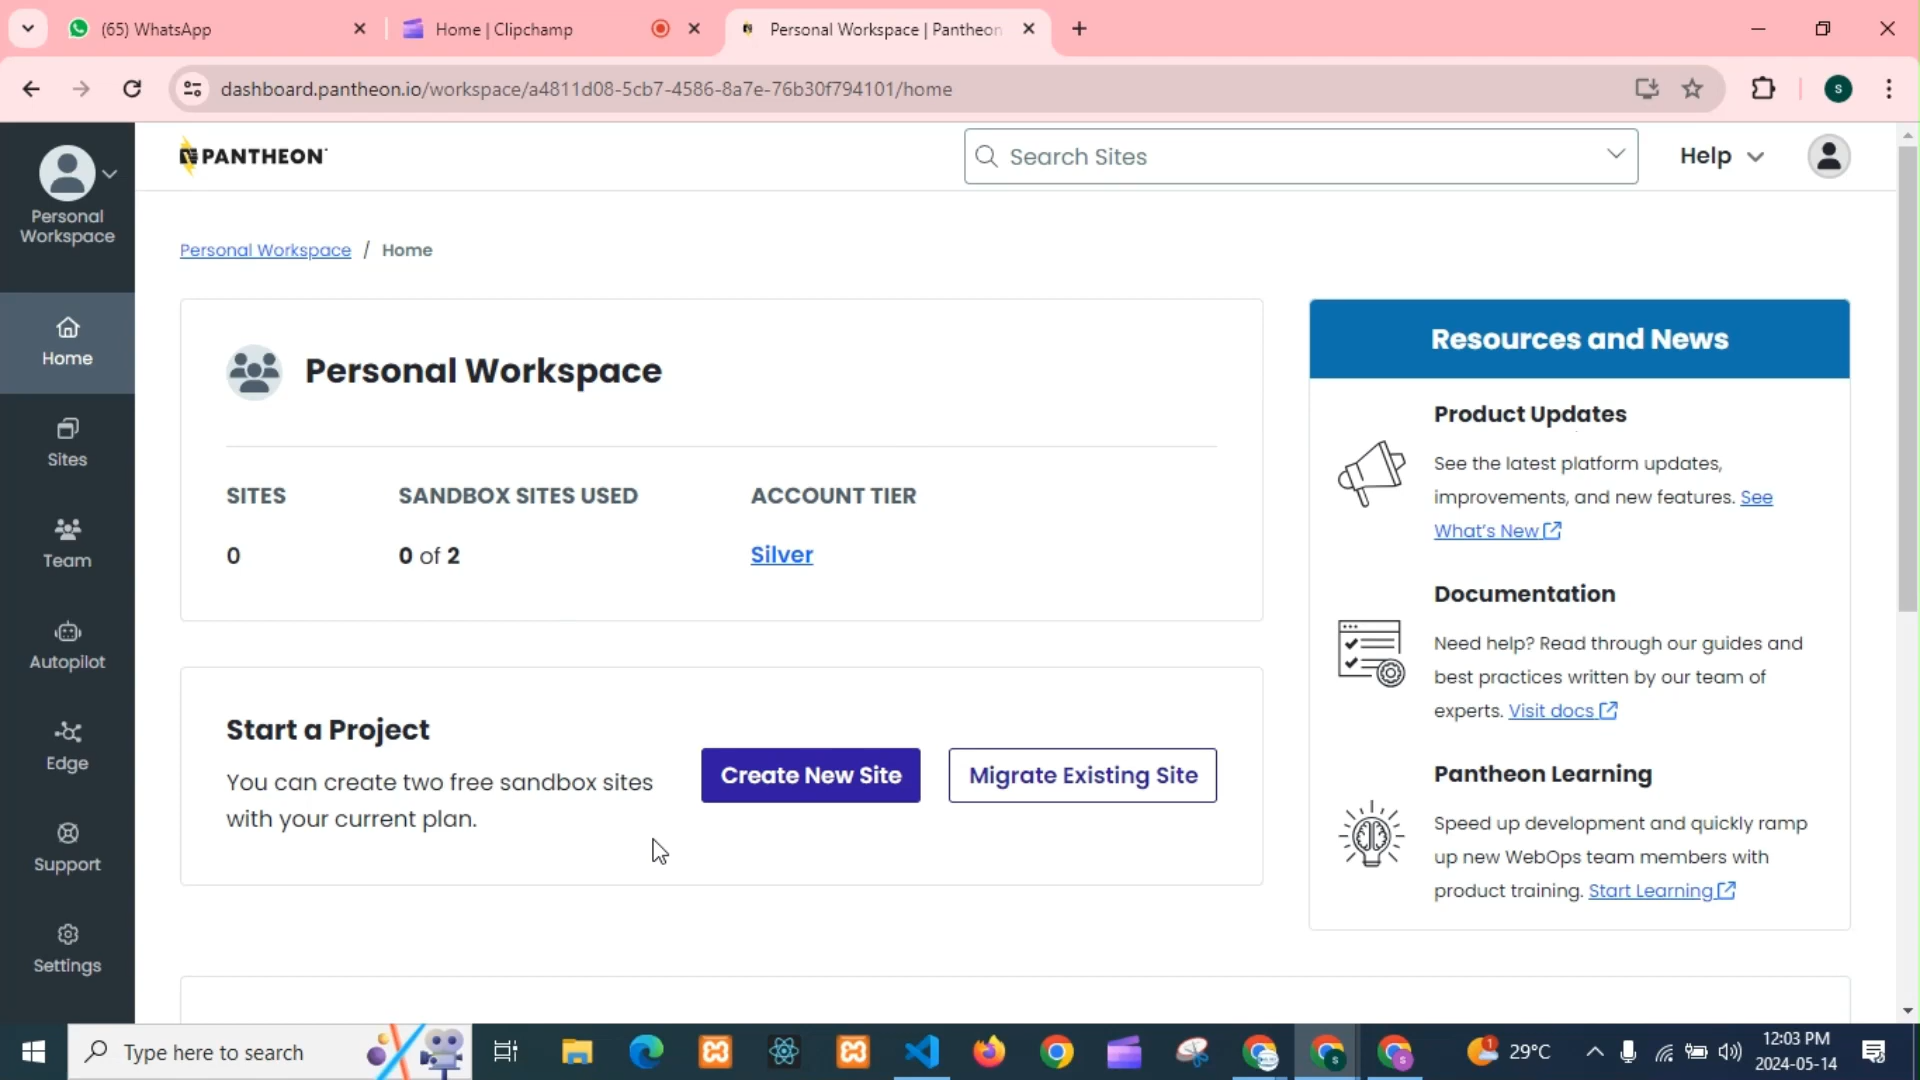 (65) WhatsApp
Home | Clipchamp
Personal Workspace | Pantheon
dashboard.pantheon.io/workspace/a4811d08-5cb7-4586-8a7e-76b30f794101/home
S
Personal
Workspace
PANTHEON
Search Sites
Help
Personal Workspace / Home
Home
Sites
Team
Autopilot
Edge
Support
Settings
Personal Workspace
SITES
SANDBOX SITES USED
ACCOUNT TIER
0
0 of 2
Silver
Start a Project
You can create two free sandbox sites
with your current plan.
Create New Site
Migrate Existing Site
Resources and News
Product Updates
See the latest platform updates,
improvements, and new features. See
What's New
Documentation
Need help? Read through our guides and
best practices written by our team of
experts. Visit docs
Pantheon Learning
Speed up development and quickly ramp
up new WebOps team members with
product training. Start Learning
Type here to search
1
29°C
12:03 PM
2024-05-14